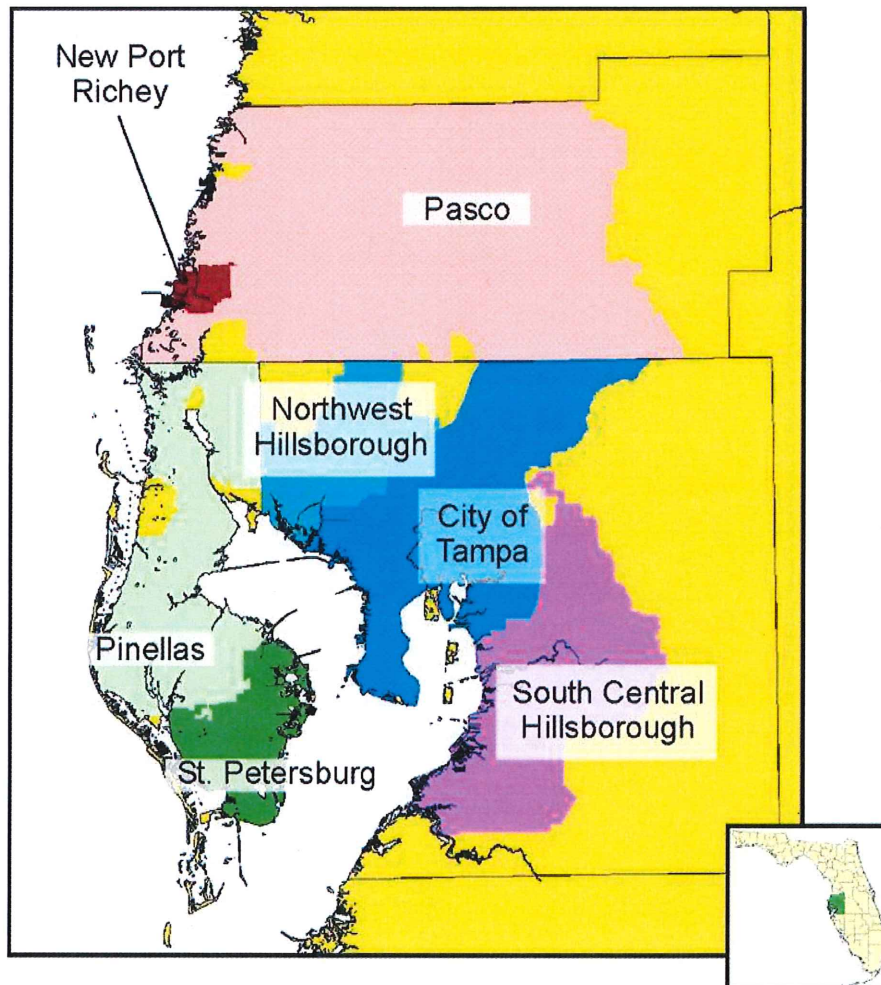 New Port
Richey
Pasco
Northwest
Hillsborough
City of
Tampa
Pinellas
South Central
Hillsborough
St. Petersburg